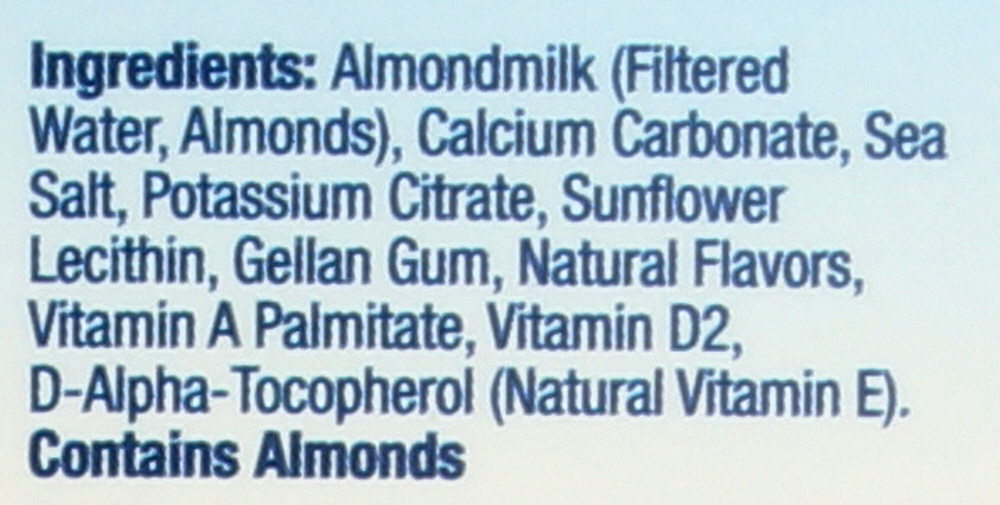 Ingredients: Almondmilk (Filtered
Water, Almonds), Calcium Carbonate, Sea
Salt, Potassium Citrate, Sunflower
Lecithin, Gellan Gum, Natural Flavors,
Vitamin A Palmitate, Vitamin D2,
D-Alpha-Tocopherol (Natural Vitamin E).
Contains Almonds